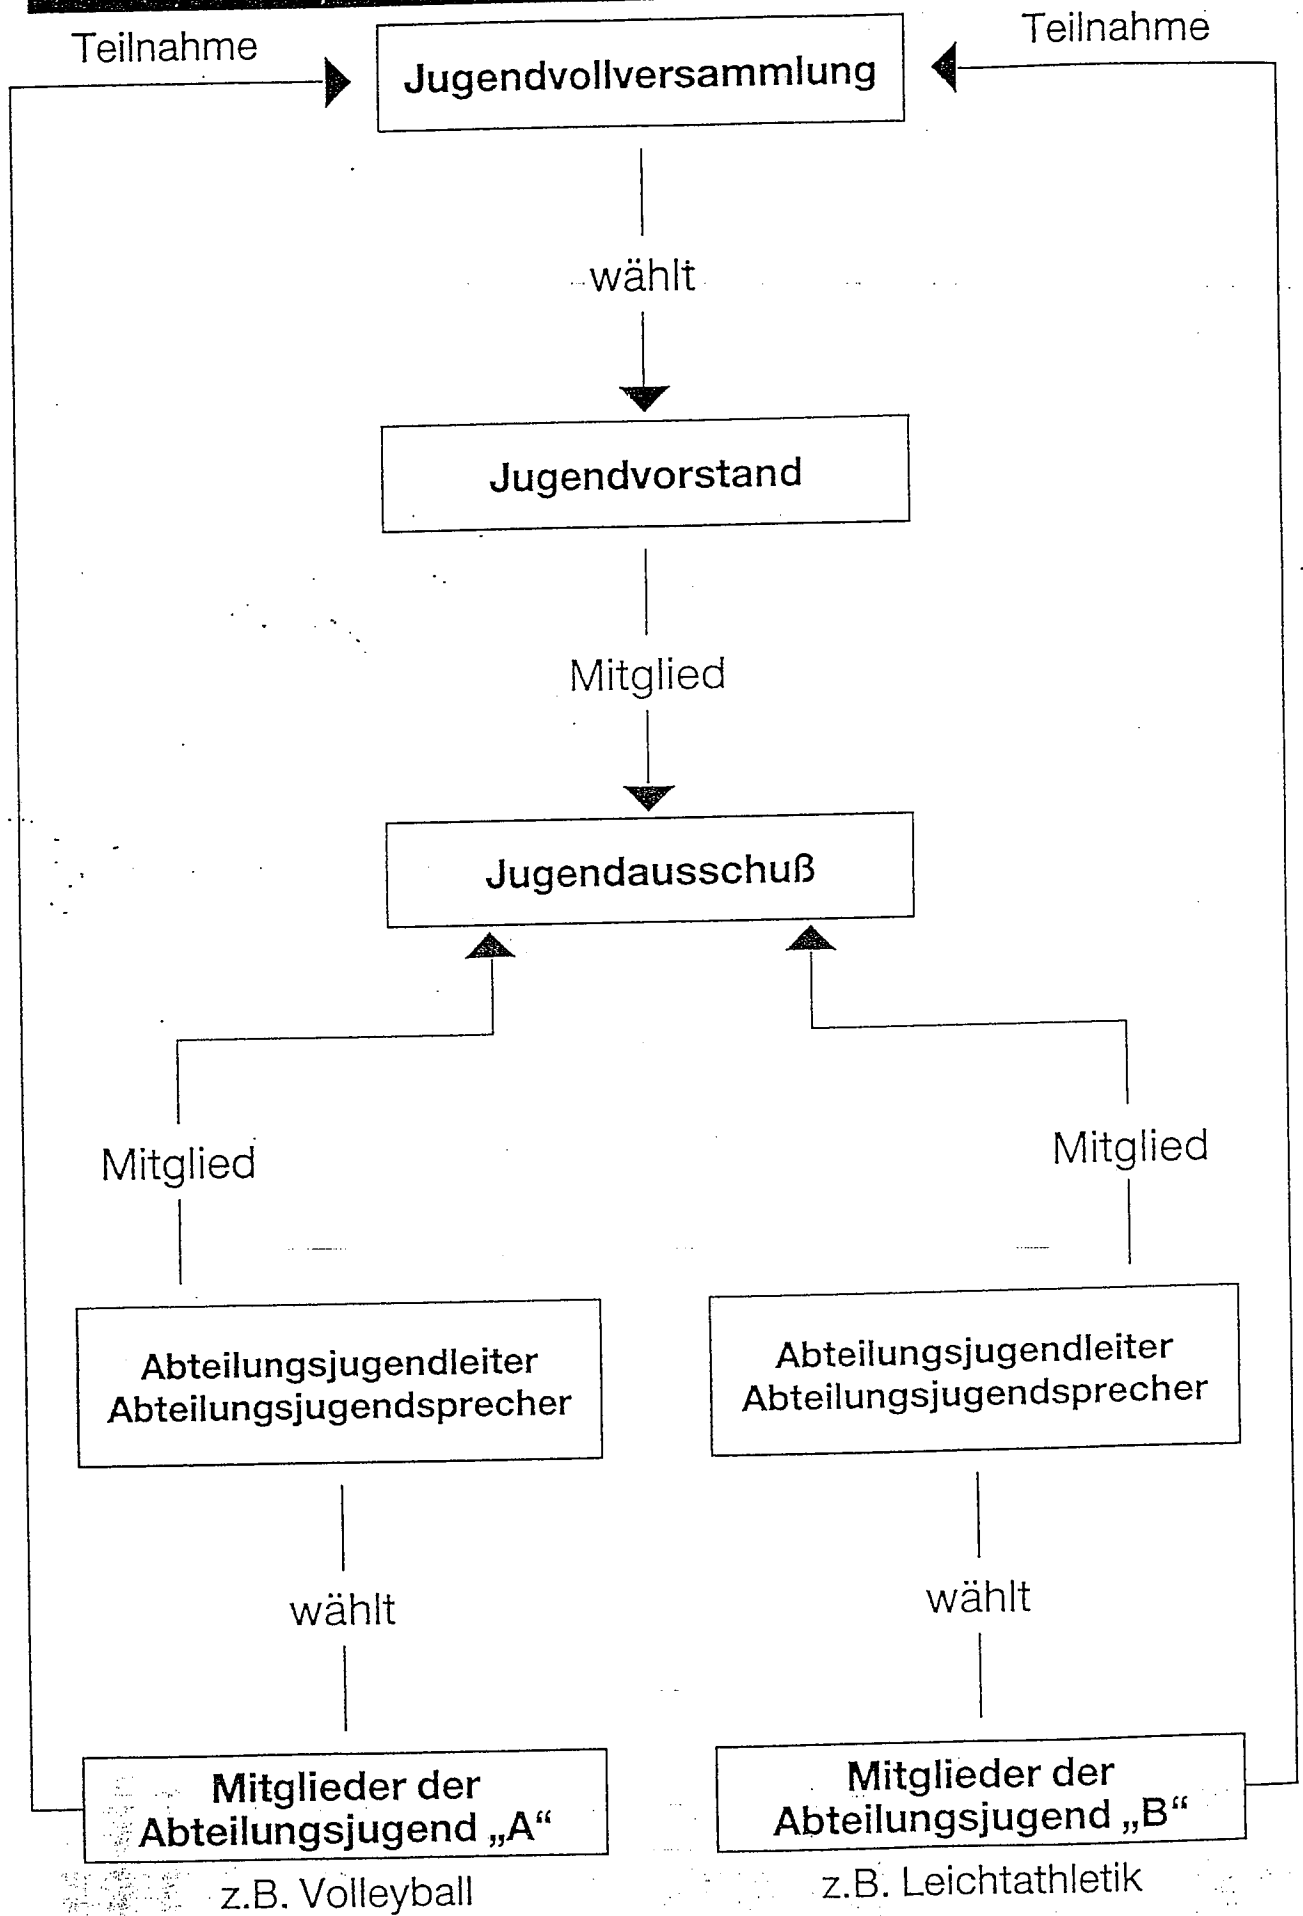 Teilnahme
Teilnahme
Jugendvollversammlung
wählt
Jugendvorstand
Mitglied
Jugendausschuß
Mitglied
Mitglied
Abteilungsjugendleiter
Abteilungsjugendsprecher
Abteilungsjugendleiter
Abteilungsjugendsprecher
wählt
wählt
Mitglieder der
Abteilungsjugend „A“
z.B. Volleyball
Mitglieder der
Abteilungsjugend „B“
z.B. Leichtathletik